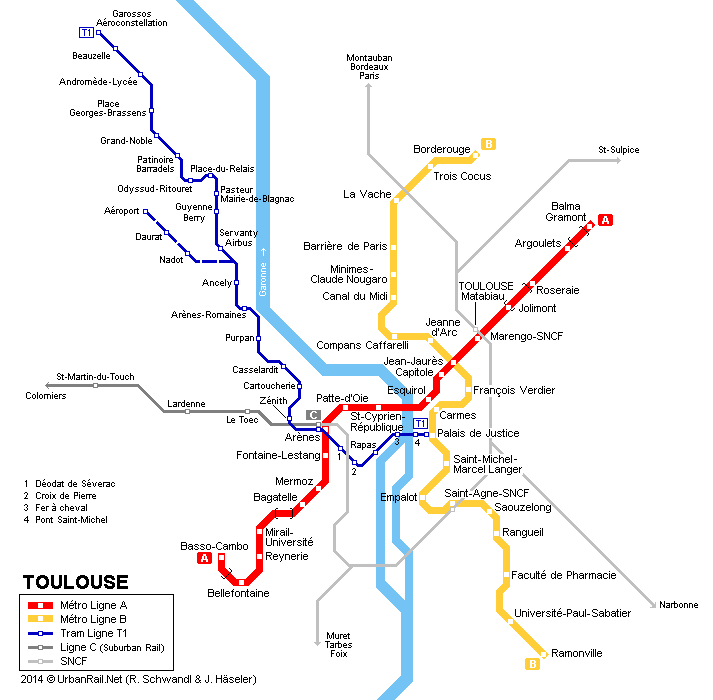 Garossos
Aéroconstellation
T1
Beauzelle
Andromède-Lycée
Place
Georges-Brassens
Grand-Noble
Patinoire
Barradels
Place-du-Relais
Odyssud-Ritouret
Pasteur
Mairie-de-Blagnac
Guyenne
Berry
Aéroport
Daurat
Nadot
Servanty
Airbus
Ancely
Arènes-Romaines
Purpan
Casselardit
Cartoucherie
Zénith
Garonne →
Montauban
Bordeaux
Paris
Borderouge
B
Trois Cocus
St-Sulpice
La Vache
Balma
Gramont
A
Argoulets
Barrière de Paris
Minimes-
Claude Nougaro
Canal du Midi
TOULOUSE
Matabiau
Roseraie
Jolimont
Jeanne
d'Arc
Marengo-SNCF
Compans Caffarelli
Jean-Jaurès
Capitole
Esquirol
François Verdier
St-Martin-du-Touch
Colomiers
Lardenne
Le Toec
Patte-d'Oie
C
St-Cyprien-
République
T1
Carmes
Arènes
Rapas
1
2
3
4
Palais de Justice
Fontaine-Lestang
Saint-Michel-
Marcel Langer
Mermoz
Bagatelle
Empalot
Saint-Agne-SNCF
Saouzelong
Mirail-
Université
Rangueil
Basso-Cambo
A
Reynerie
Bellefontaine
Faculté de Pharmacie
Narbonne
Université-Paul-Sabatier
Muret
Tarbes
Foix
Ramonville
B
1 Déodat de Séverac
2 Croix de Pierre
3 Fer à cheval
4 Pont Saint-Michel
TOULOUSE
Métro Ligne A
Métro Ligne B
Tram Ligne T1
Ligne C (Suburban Rail)
SNCF
2014 © UrbanRail.Net (R. Schwandl & J. Häseler)